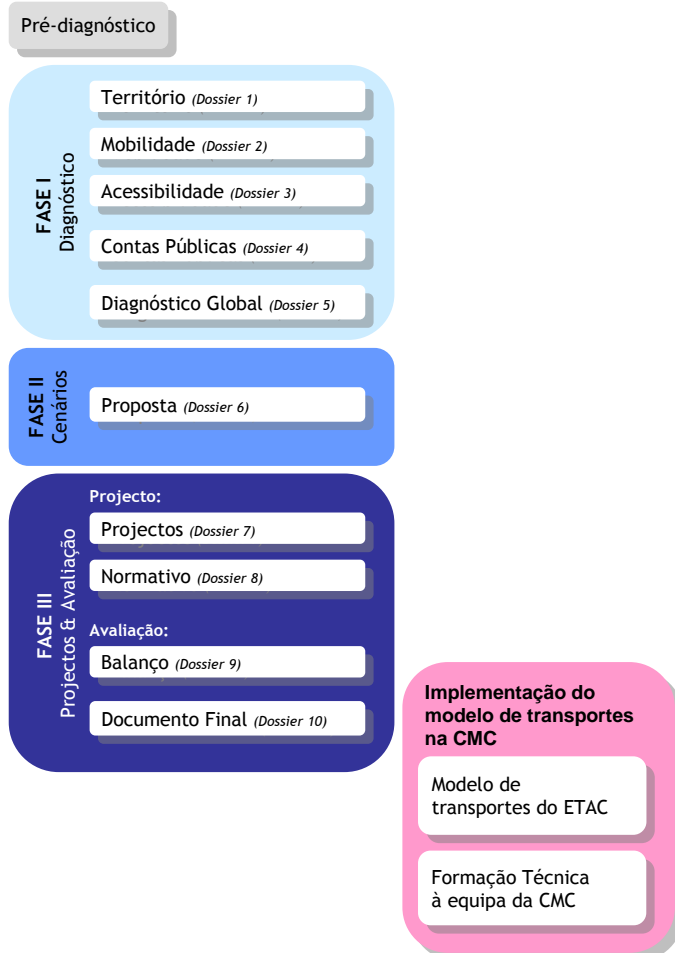 Pré-diagnóstico
FASE I
Diagnóstico
Território (Dossier 1)
Mobilidade (Dossier 2)
Acessibilidade (Dossier 3)
Contas Públicas (Dossier 4)
Diagnóstico Global (Dossier 5)
FASE II
Cenários
Proposta (Dossier 6)
FASE III
Projectos & Avaliação
Projecto:
Projectos (Dossier 7)
Normativo (Dossier 8)
Avaliação:
Balanço (Dossier 9)
Documento Final (Dossier 10)
Implementação do
modelo de transportes
na CMC
Modelo de
transportes do ETAC
Formação Técnica
à equipa da CMC